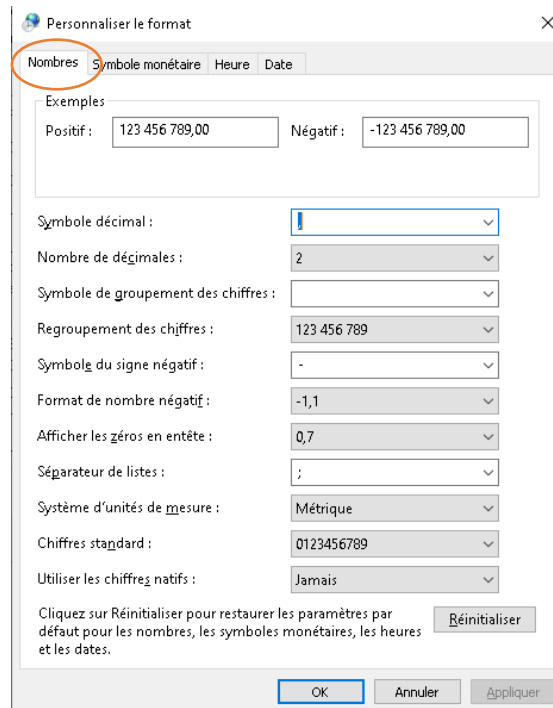 Personnaliser le format
Nombres Symbole monétaire Heure Date
Exemples
Positif : 123 456 789,00 Négatif : -123 456 789,00
Symbole décimal : ,
Nombre de décimales : 2
Symbole de groupement des chiffres :
Regroupement des chiffres : 123 456 789
Symbole du signe négatif : -
Format de nombre négatif : -1,1
Afficher les zéros en entête : 0,7
Séparateur de listes : ;
Système d'unités de mesure : Métrique
Chiffres standard : 0123456789
Utiliser les chiffres natifs : Jamais
Cliquez sur Réinitialiser pour restaurer les paramètres par
défaut pour les nombres, les symboles monétaires, les heures
et les dates.
Réinitialiser
OK Annuler Appliquer